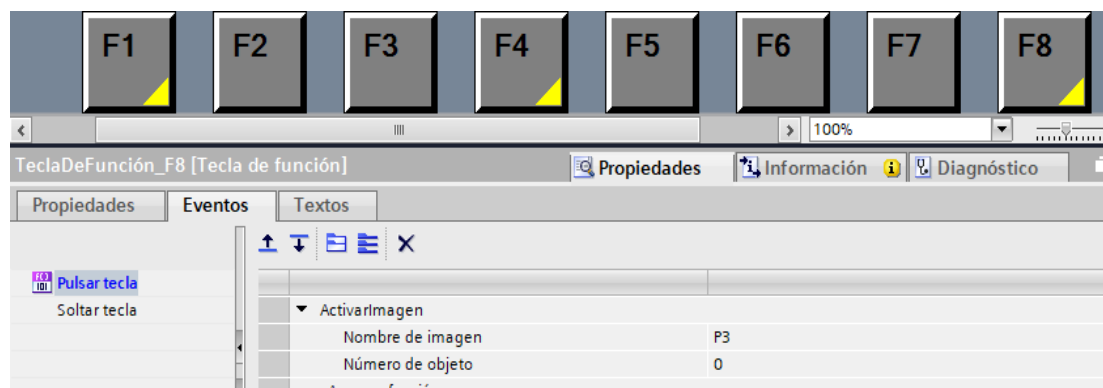 F1 F2 F3 F4 F5 F6 F7 F8
100%
TeclaDeFunción_F8 [Tecla de función] Propiedades Información Diagnóstico
Propiedades Eventos Textos
Pulsar tecla
Soltar tecla
ActivarImagen
Nombre de imagen P3
Número de objeto 0